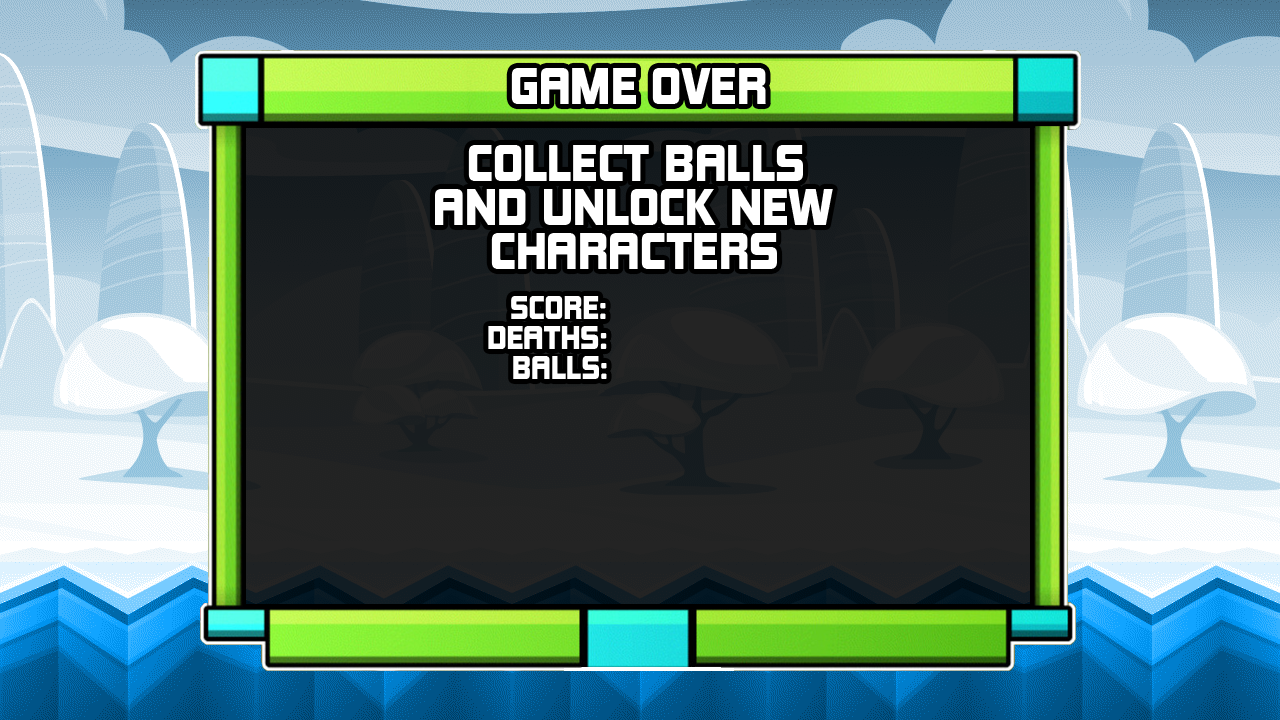 GAME OVER
COLLECT BALLS
AND UNLOCK NEW
CHARACTERS
SCORE:
DEATHS:
BALLS: